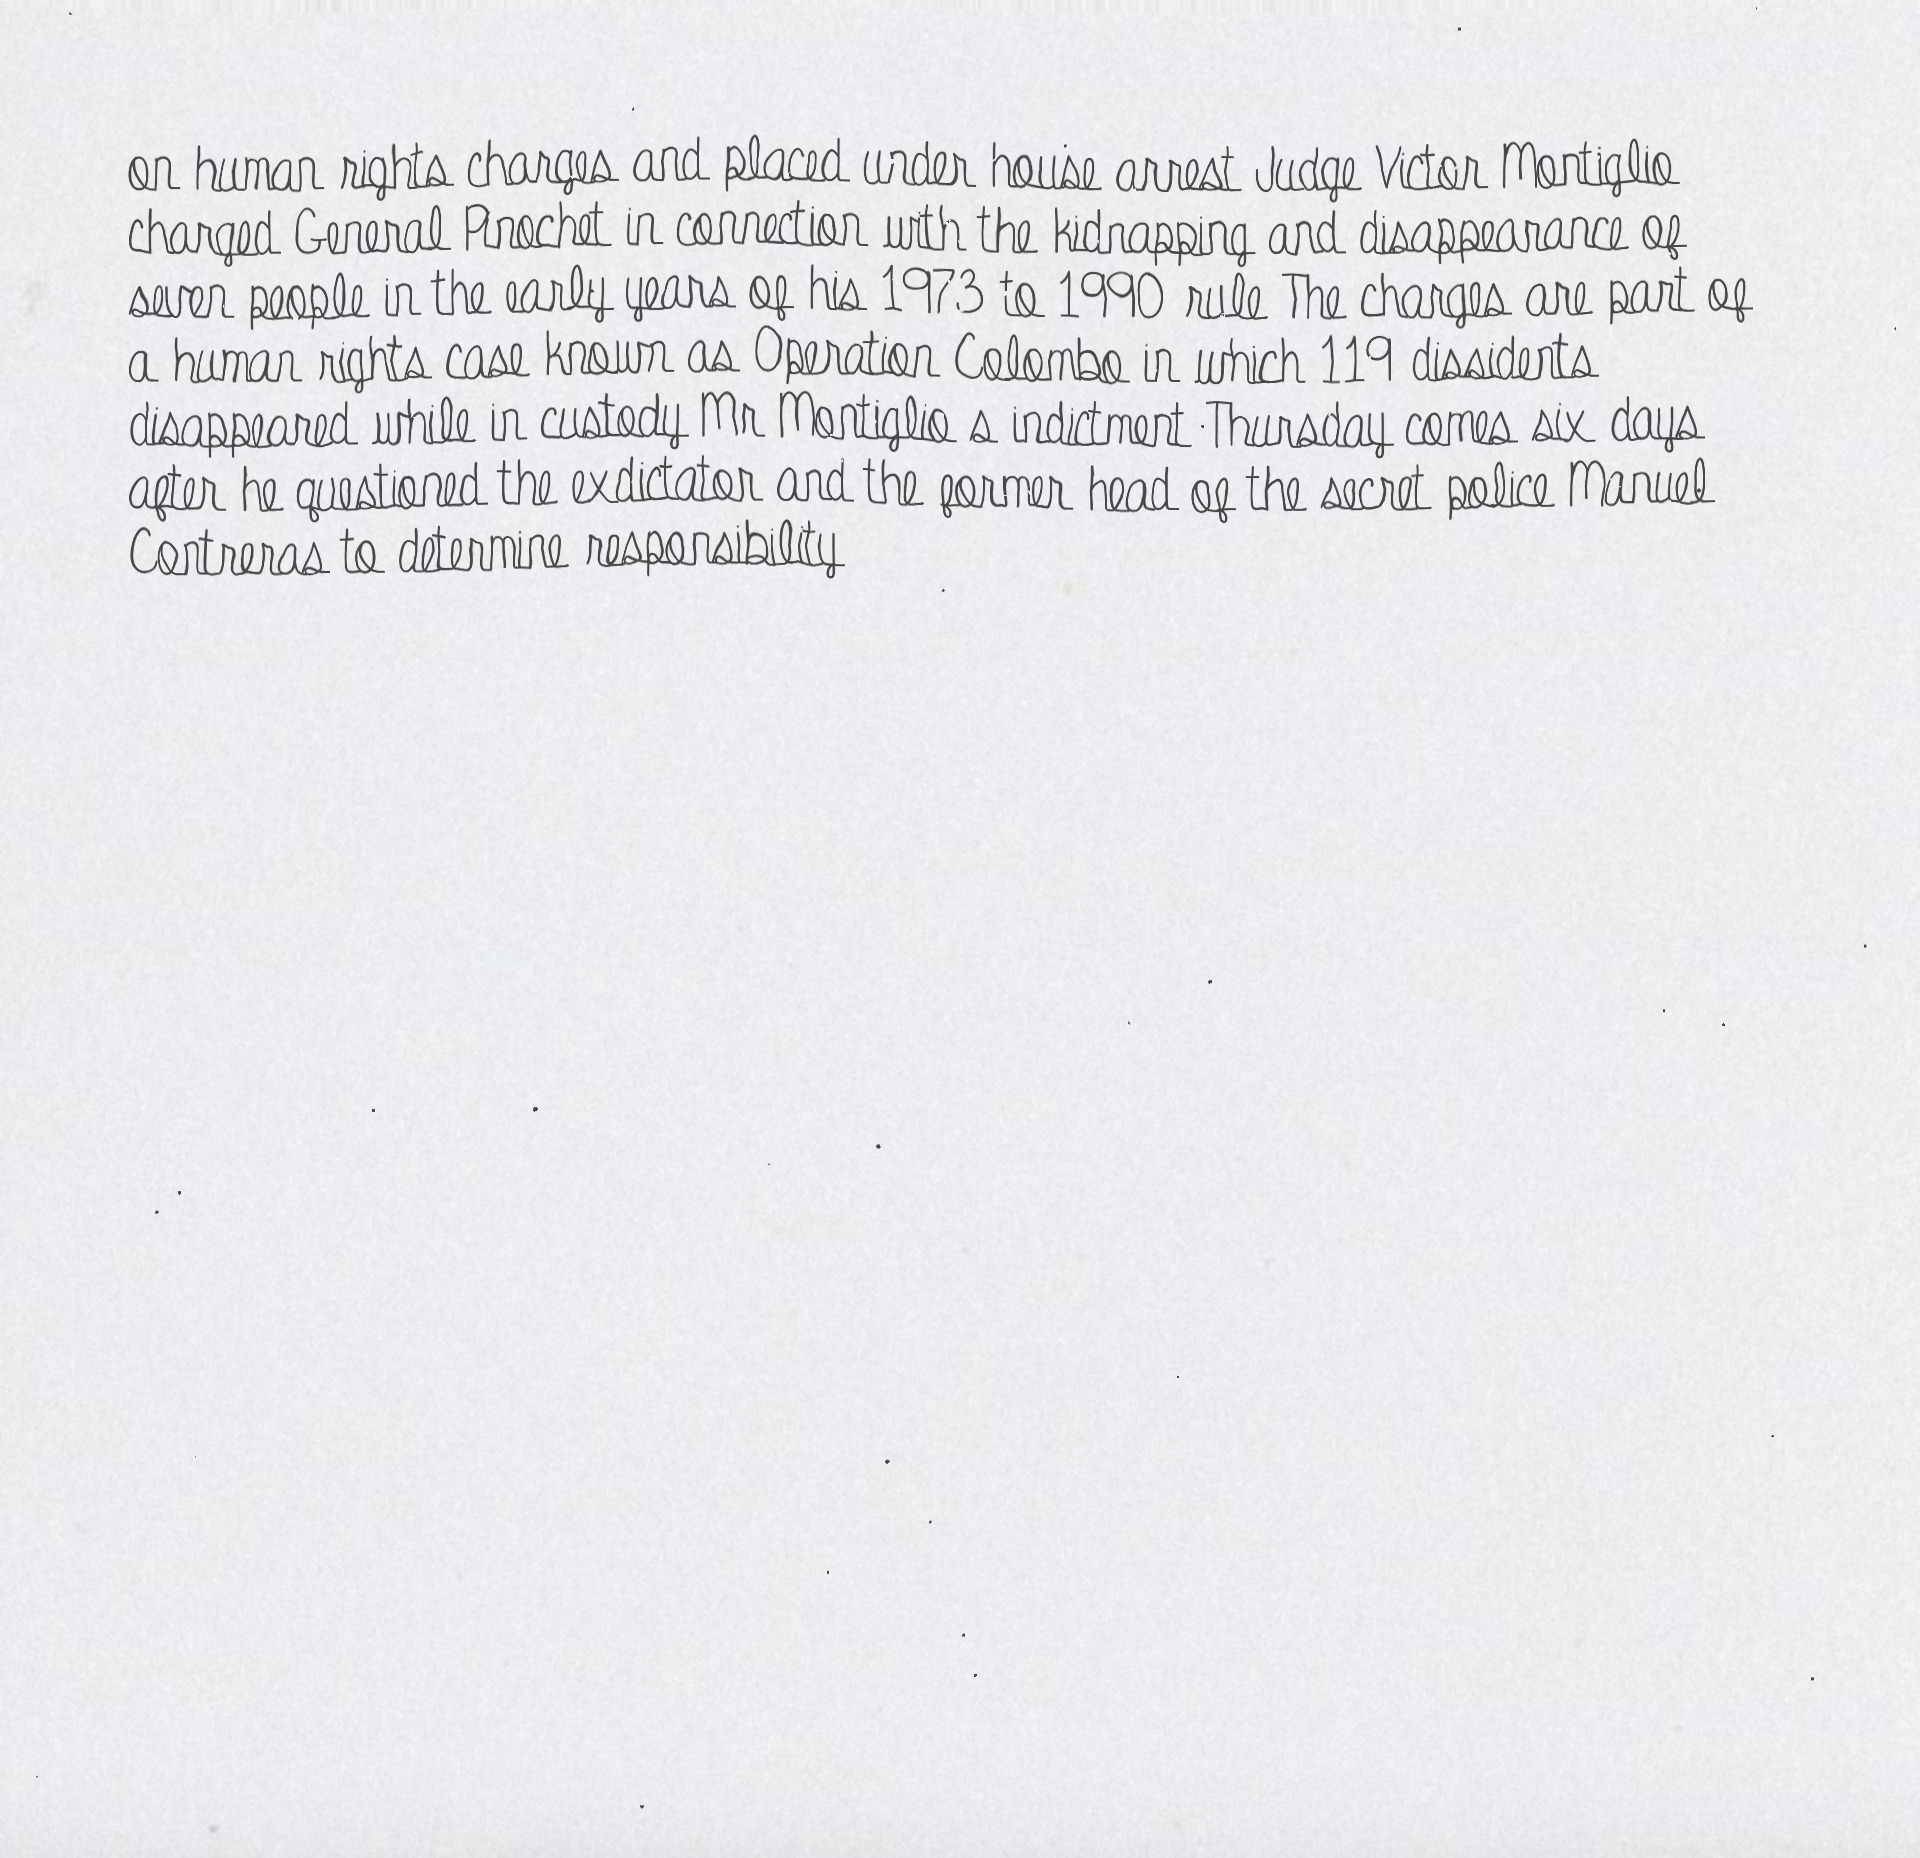 on human rights charges and placed under house arrest Judge Victor Montiglio
charged General Pinochet in connection with the kidnapping and disappearance of
seven people in the early years of his 1973 to 1990 rule The charges are part of
a human rights case known as Operation Colombo in which 119 dissidents
disappeared while in custody Mr Montiglio s indictment Thursday comes six days
after he questioned the exdictator and the former head of the secret police Manuel
Contreras to determine responsibility